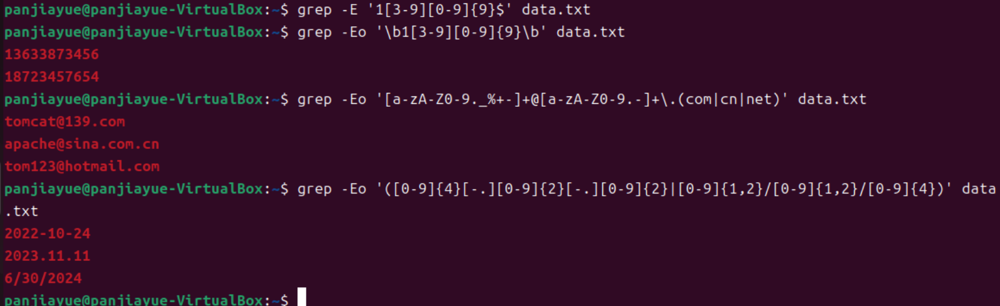 panjiayue@panjiayue-VirtualBox:~$ grep -E '1[3-9][0-9]{9}$' data.txt
panjiayue@panjiayue-VirtualBox:~$ grep -Eo '\b1[3-9][0-9]{9}\b' data.txt
13633873456
18723457654
panjiayue@panjiayue-VirtualBox:~$ grep -Eo '[a-zA-Z0-9._%+-]+@[a-zA-Z0-9.-]+\.(com|cn|net)' data.txt
tomcat@139.com
apache@sina.com.cn
tom123@hotmail.com
panjiayue@panjiayue-VirtualBox:~$ grep -Eo '([0-9]{4}[-.][0-9]{2}[-.][0-9]{2}|[0-9]{1,2}/[0-9]{1,2}/[0-9]{4})' data
.txt
2022-10-24
2023.11.11
6/30/2024
panjiayue@panjiayue-VirtualBox:~$